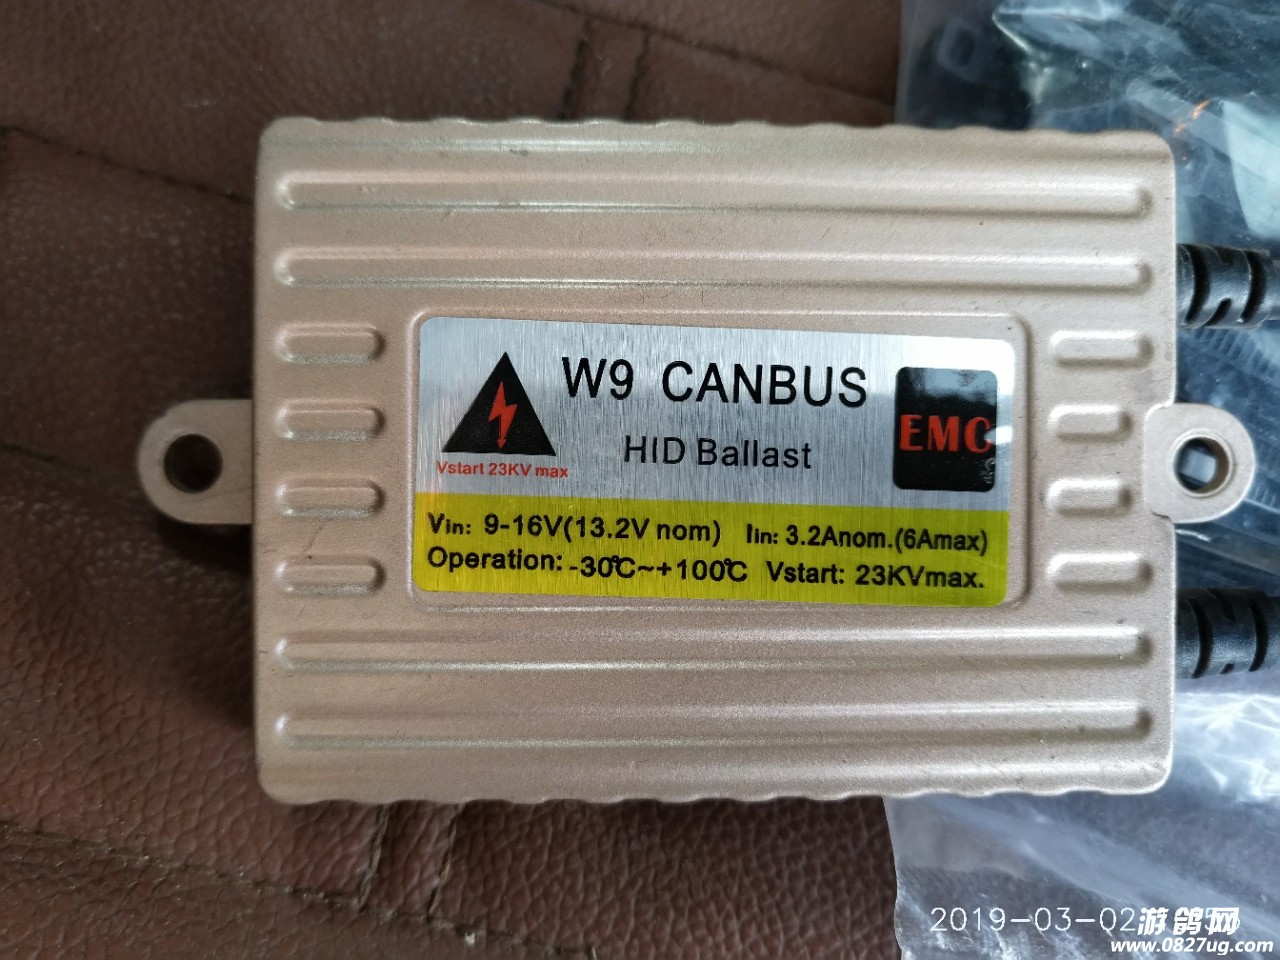 W9 CANBUS
HID Ballast
EMC
Vstart 23KV max
Vin: 9-16V(13.2V nom) Iin: 3.2Anom.(6Amax)
Operation: -30℃~+100℃ Vstart: 23KVmax.
2019-03-02
游鸽网
www.0827ug.com